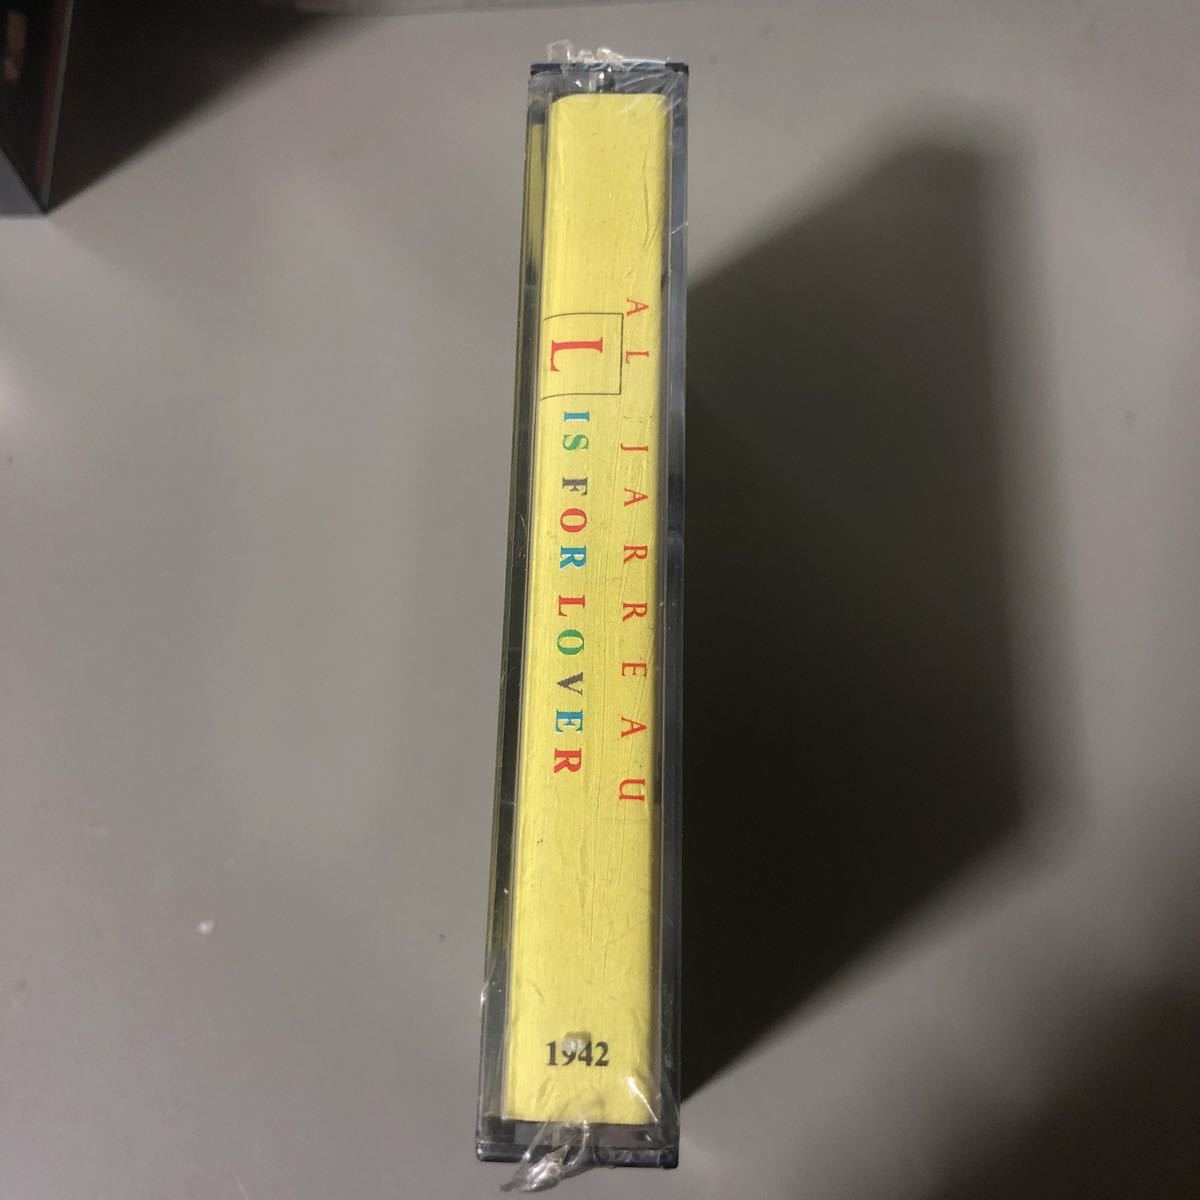 AL JARREAU
L IS FOR LOVER
1942